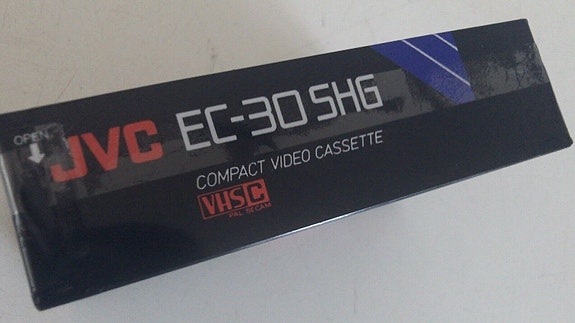 OPEN
JVC EC-30 SHG
COMPACT VIDEO CASSETTE
VHS C
PAL SECAM